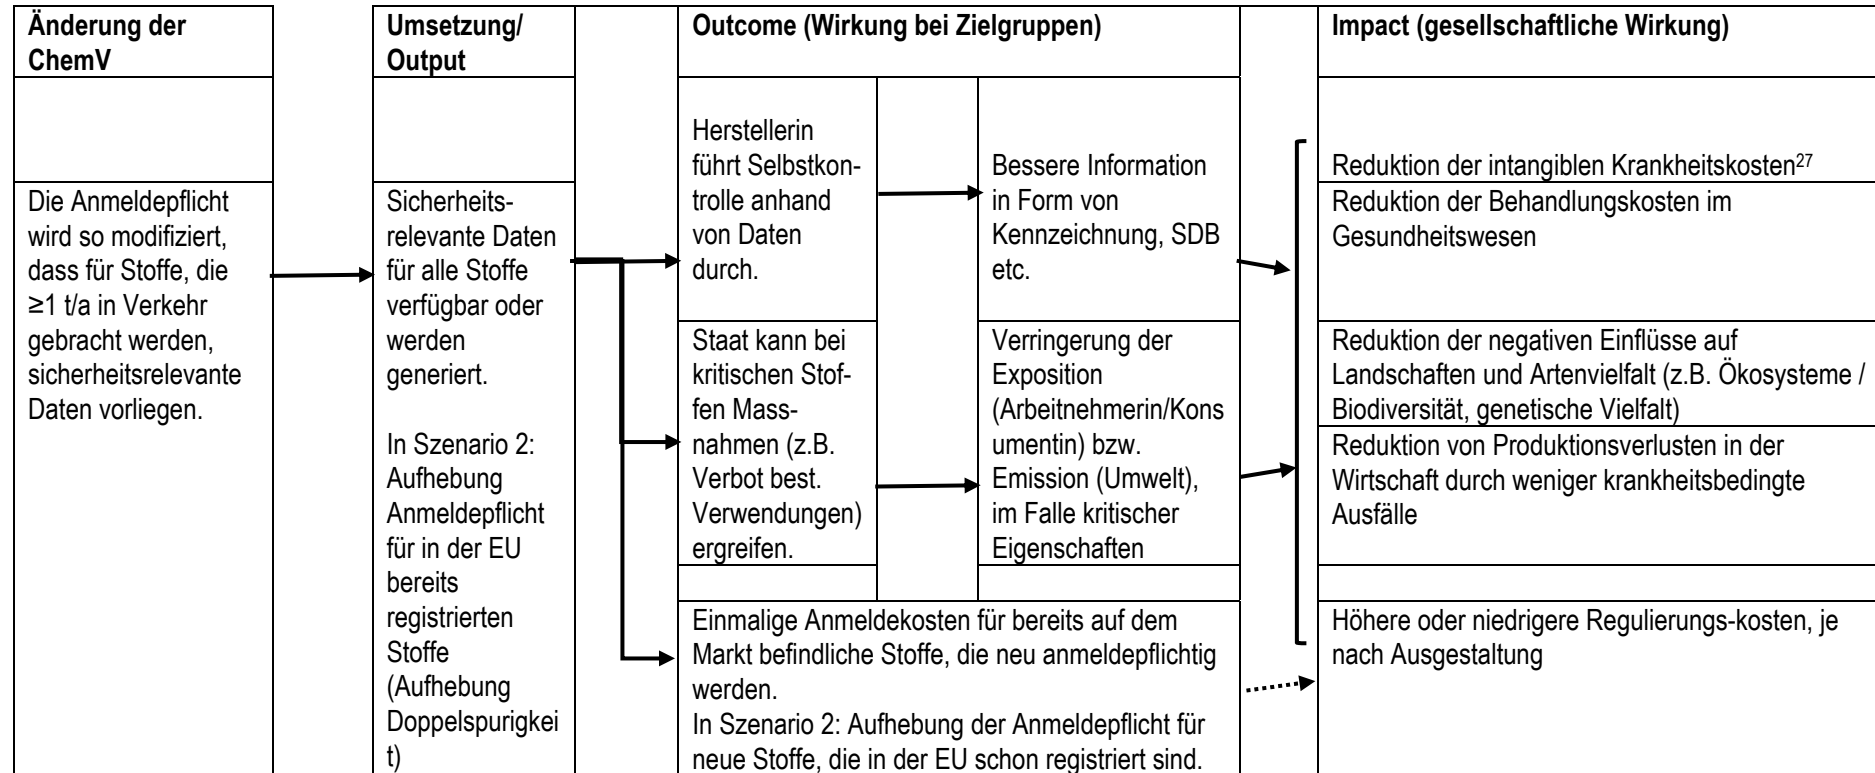 Änderung der
ChemV
Umsetzung/
Output
Outcome (Wirkung bei Zielgruppen)
Impact (gesellschaftliche Wirkung)
Die Anmeldepflicht
wird so modifiziert,
dass für Stoffe, die
≥1 t/a in Verkehr
gebracht werden,
sicherheitsrelevante
Daten vorliegen.
Sicherheits-
relevante Daten
für alle Stoffe
verfügbar oder
werden
generiert.
In Szenario 2:
Aufhebung
Anmeldepflicht
für in der EU
bereits
registrierten
Stoffe
(Aufhebung
Doppelspurigkei
t)
Herstellerin
führt Selbstkon-
trolle anhand
von Daten
durch.
Bessere Information
in Form von
Kennzeichnung, SDB
etc.
Staat kann bei
kritischen Stof-
fen Mass-
nahmen (z.B.
Verbot best.
Verwendungen)
ergreifen.
Verringerung der
Exposition
(Arbeitnehmerin/Kons
umentin) bzw.
Emission (Umwelt),
im Falle kritischer
Eigenschaften
Einmalige Anmeldekosten für bereits auf dem
Markt befindliche Stoffe, die neu anmeldepflichtig
werden.
In Szenario 2: Aufhebung der Anmeldepflicht für
neue Stoffe, die in der EU schon registriert sind.
Reduktion der intangiblen Krankheitskosten27
Reduktion der Behandlungskosten im
Gesundheitswesen
Reduktion der negativen Einflüsse auf
Landschaften und Artenvielfalt (z.B. Ökosysteme /
Biodiversität, genetische Vielfalt)
Reduktion von Produktionsverlusten in der
Wirtschaft durch weniger krankheitsbedingte
Ausfälle
Höhere oder niedrigere Regulierungs-kosten, je
nach Ausgestaltung